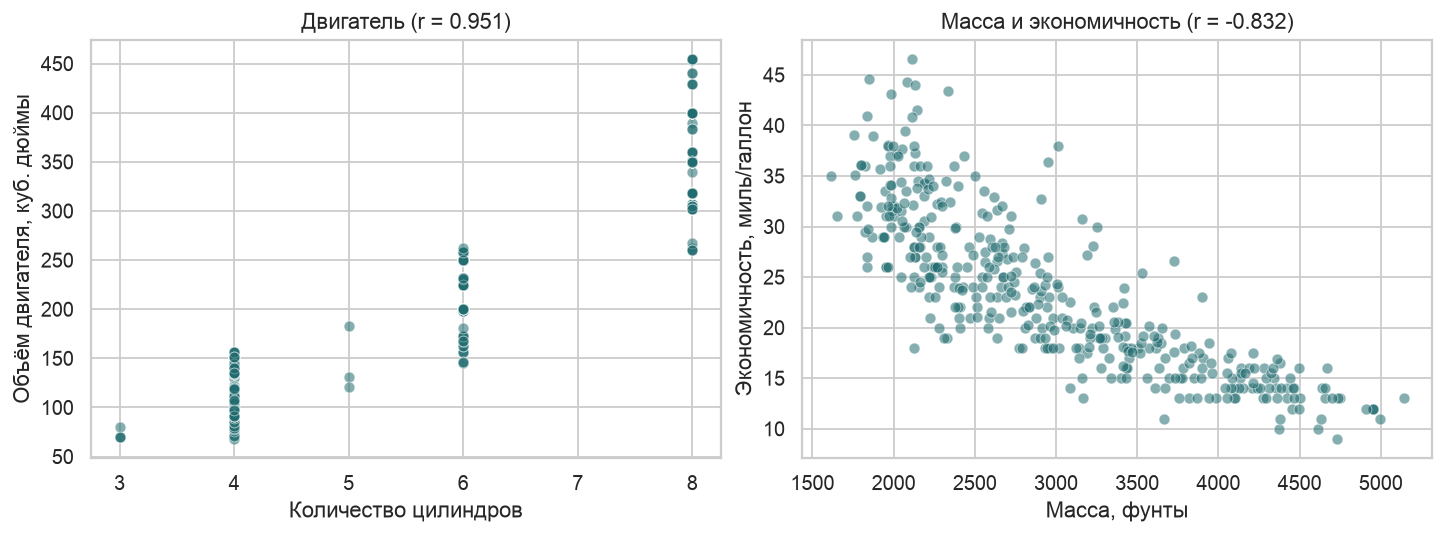 Двигатель (r = 0.951)
Объём двигателя, куб. дюймы
450
400
350
300
250
200
150
100
50
3 4 5 6 7 8
Количество цилиндров
Масса и экономичность (r = -0.832)
Экономичность, миль/галлон
45
40
35
30
25
20
15
10
1500 2000 2500 3000 3500 4000 4500 5000
Масса, фунты